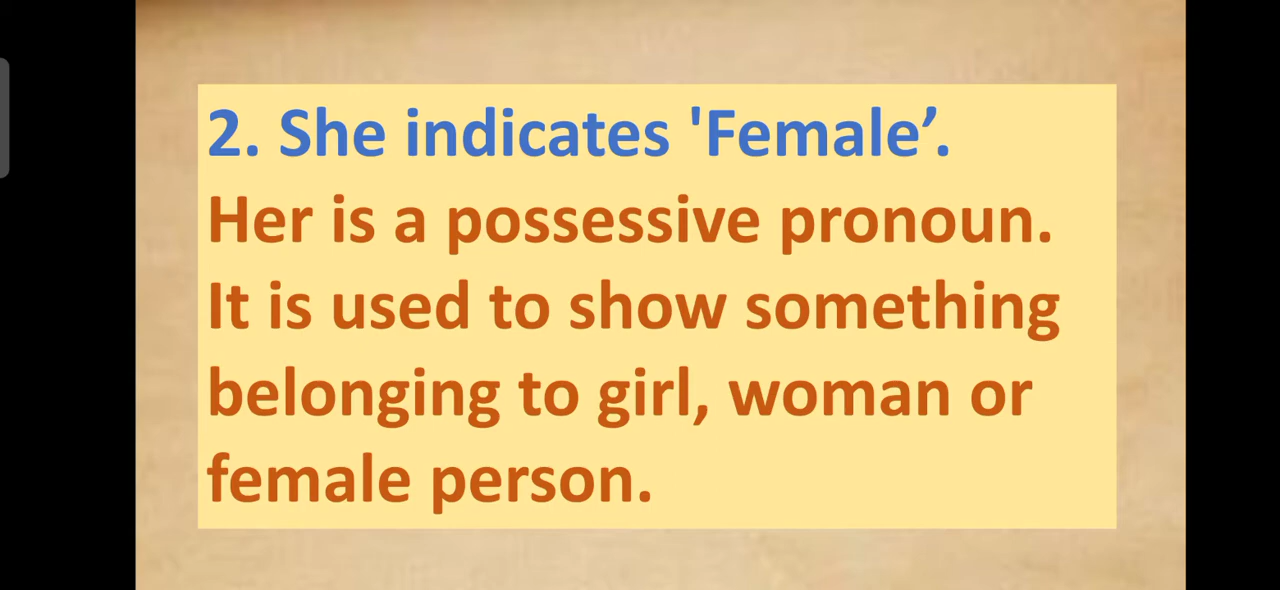 2. She indicates 'Female’.
Her is a possessive pronoun.
It is used to show something
belonging to girl, woman or
female person.